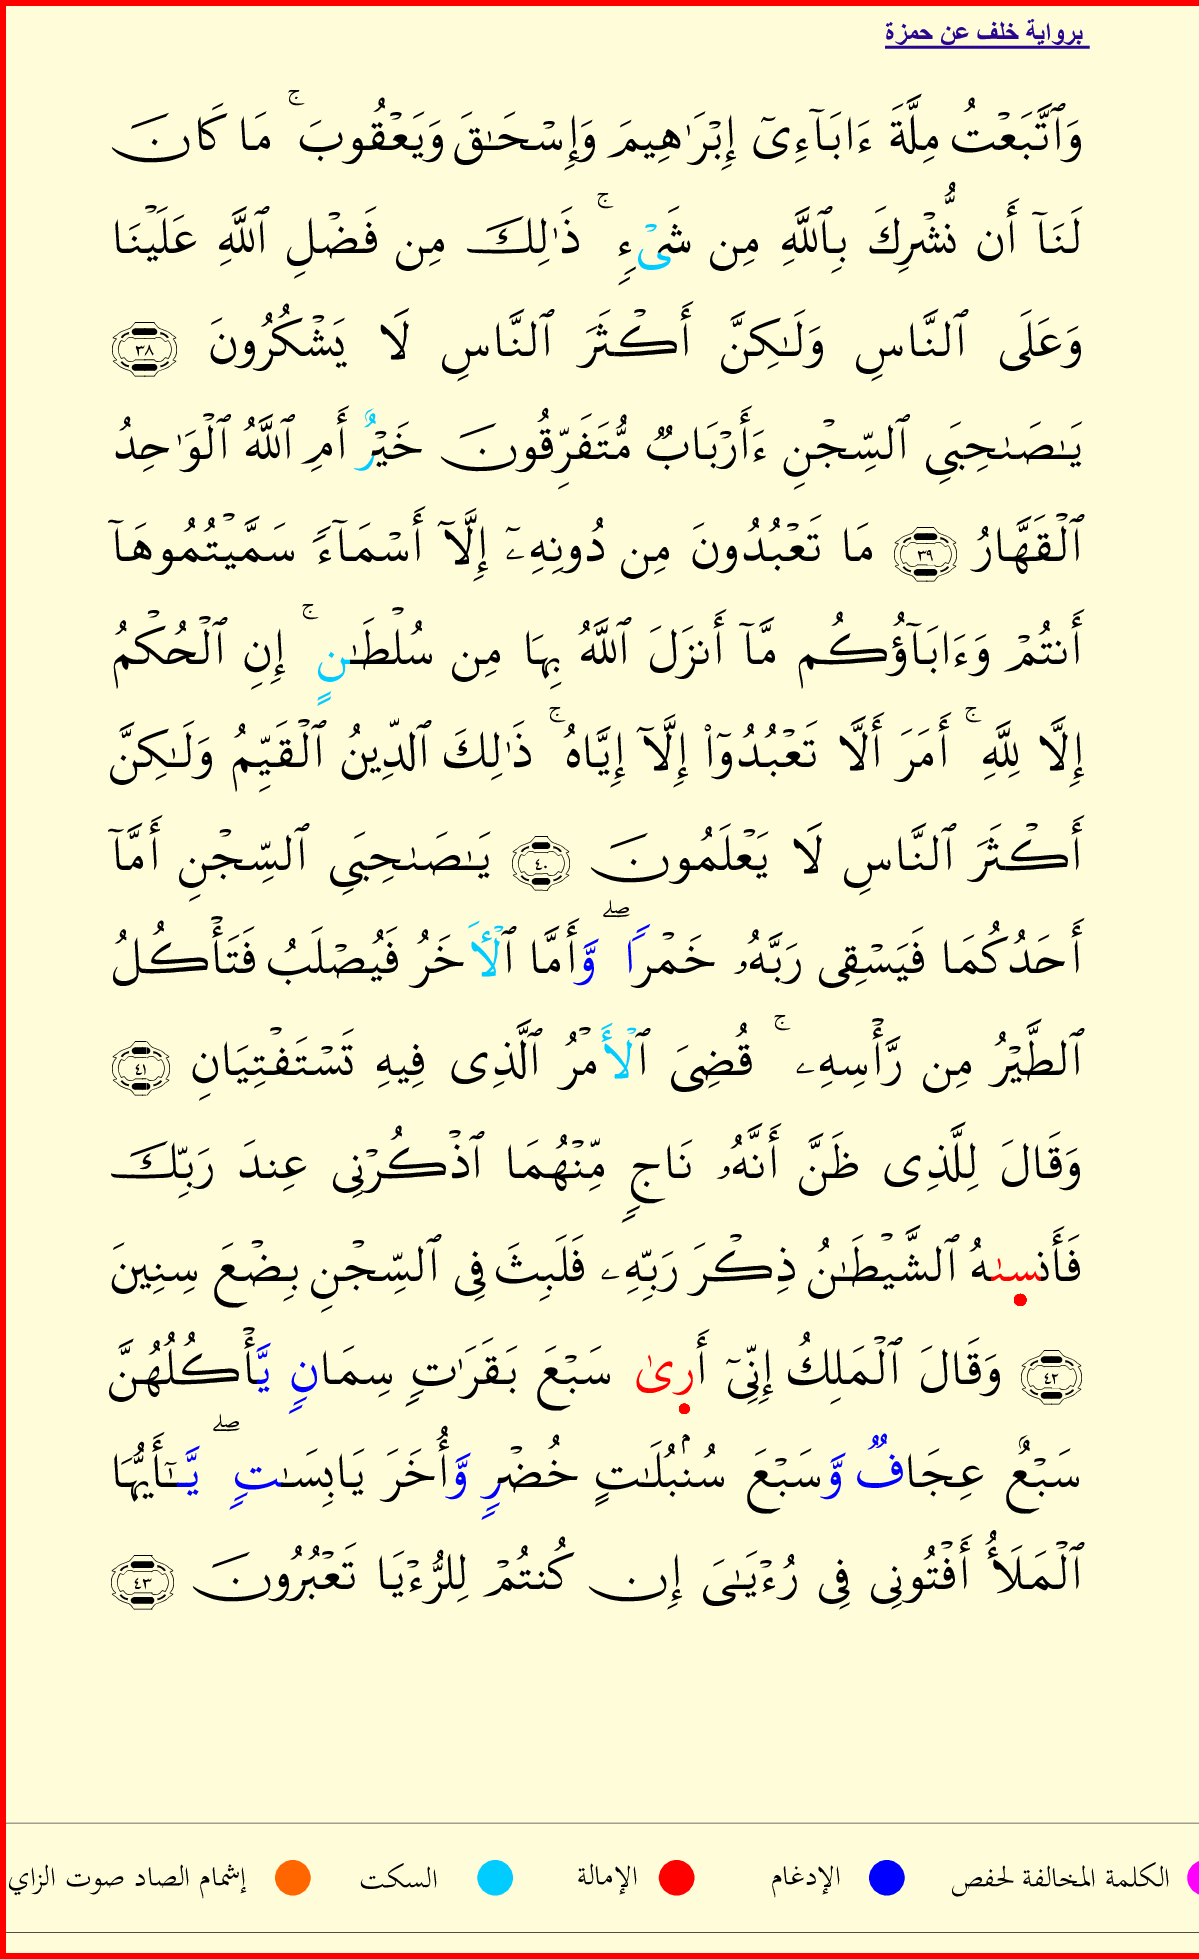 برواية خلف عن حمزة
وَٱتَّبَعْتُ مِلَّةَ ءَابَآءِىٓ إِبْرَٰهِيمَ وَإِسْحَٰقَ وَيَعْقُوبَ ۚ مَا كَانَ
لَنَآ أَن نُّشْرِكَ بِٱللَّهِ مِن شَىْءٍ ۚ ذَٰلِكَ مِن فَضْلِ ٱللَّهِ عَلَيْنَا
وَعَلَى ٱلنَّاسِ وَلَٰكِنَّ أَكْثَرَ ٱلنَّاسِ لَا يَشْكُرُونَ ٣٨
يَٰصَٰحِبَىِ ٱلسِّجْنِ ءَأَرْبَابٌ مُّتَفَرِّقُونَ خَيْرٌ أَمِ ٱللَّهُ ٱلْوَٰحِدُ
ٱلْقَهَّارُ ٣٩ مَا تَعْبُدُونَ مِن دُونِهِۦٓ إِلَّآ أَسْمَآءً سَمَّيْتُمُوهَآ
أَنتُمْ وَءَابَآؤُكُم مَّآ أَنزَلَ ٱللَّهُ بِهَا مِن سُلْطَٰنٍ ۚ إِنِ ٱلْحُكْمُ
إِلَّا لِلَّهِ ۚ أَمَرَ أَلَّا تَعْبُدُوٓا۟ إِلَّآ إِيَّاهُ ۚ ذَٰلِكَ ٱلدِّينُ ٱلْقَيِّمُ وَلَٰكِنَّ
أَكْثَرَ ٱلنَّاسِ لَا يَعْلَمُونَ ٤٠ يَٰصَٰحِبَىِ ٱلسِّجْنِ أَمَّآ
أَحَدُكُمَا فَيَسْقِى رَبَّهُۥ خَمْرًا ۖ وَّأَمَّا ٱلْأَخَرُ فَيُصْلَبُ فَتَأْكُلُ
ٱلطَّيْرُ مِن رَّأْسِهِۦ ۚ قُضِىَ ٱلْأَمْرُ ٱلَّذِى فِيهِ تَسْتَفْتِيَانِ ٤١
وَقَالَ لِلَّذِى ظَنَّ أَنَّهُۥ نَاجٍ مِّنْهُمَا ٱذْكُرْنِى عِندَ رَبِّكَ
فَأَنسىٰهُ ٱلشَّيْطَٰنُ ذِكْرَ رَبِّهِۦ فَلَبِثَ فِى ٱلسِّجْنِ بِضْعَ سِنِينَ
٤٢ وَقَالَ ٱلْمَلِكُ إِنِّىٓ أَرِىٰ سَبْعَ بَقَرَٰتٍ سِمَانٍ يَّأْكُلُهُنَّ
سَبْعٌ عِجَافٌ وَّسَبْعَ سُنۢبُلَٰتٍ خُضْرٍ وَّأُخَرَ يَابِسَٰتٍ ۖ يَّٰٓأَيُّهَا
ٱلْمَلَأُ أَفْتُونِى فِى رُءْيَٰىَ إِن كُنتُمْ لِلرُّءْيَا تَعْبُرُونَ ٤٣
الكلمة المخالفة لحفص الإدغام الإمالة السكت إشمام الصاد صوت الزاي